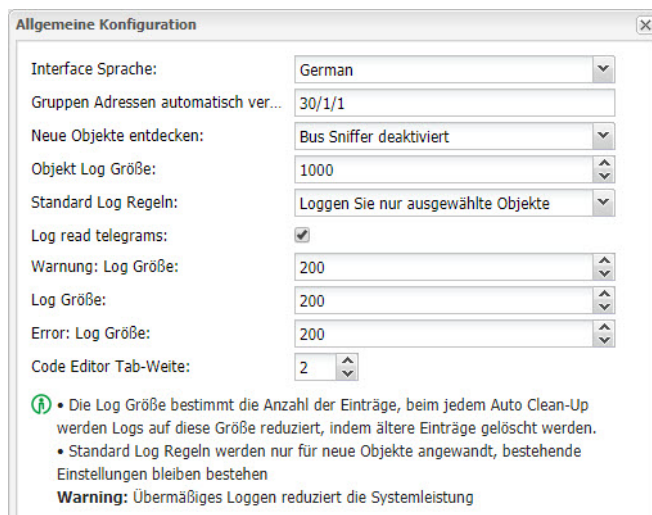 Allgemeine Konfiguration
Interface Sprache: German
Gruppen Adressen automatisch ver... 30/1/1
Neue Objekte entdecken: Bus Sniffer deaktiviert
Objekt Log Größe: 1000
Standard Log Regeln: Loggen Sie nur ausgewählte Objekte
Log read telegrams:
Warnung: Log Größe: 200
Log Größe: 200
Error: Log Größe: 200
Code Editor Tab-Weite: 2
• Die Log Größe bestimmt die Anzahl der Einträge, beim jedem Auto Clean-Up
werden Logs auf diese Größe reduziert, indem ältere Einträge gelöscht werden.
• Standard Log Regeln werden nur für neue Objekte angewandt, bestehende
Einstellungen bleiben bestehen
Warning: Übermäßiges Loggen reduziert die Systemleistung